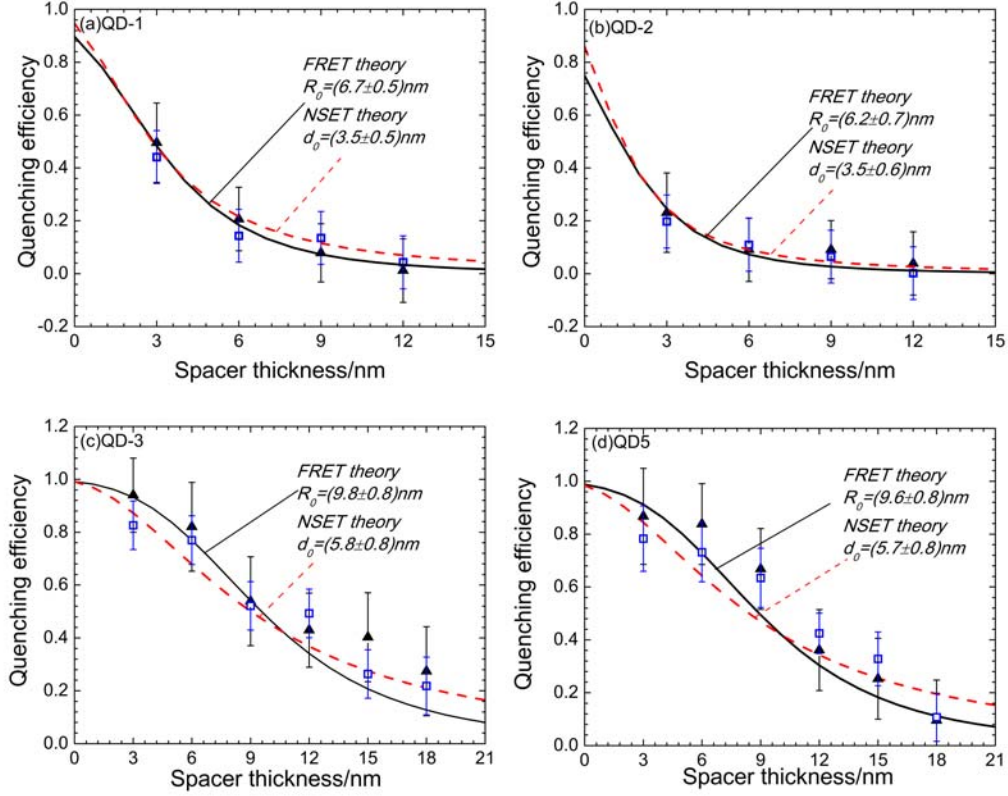 (a)QD-1
FRET theory
R0=(6.7±0.5)nm
NSET theory
d0=(3.5±0.5)nm
Quenching efficiency
1.0
0.8
0.6
0.4
0.2
0.0
-0.2
0 3 6 9 12 15
Spacer thickness/nm
(b)QD-2
FRET theory
R0=(6.2±0.7)nm
NSET theory
d0=(3.5±0.6)nm
Quenching efficiency
1.0
0.8
0.6
0.4
0.2
0.0
-0.2
0 3 6 9 12 15
Spacer thickness/nm
(c)QD-3
FRET theory
R0=(9.8±0.8)nm
NSET theory
d0=(5.8±0.8)nm
Quenching efficiency
1.2
1.0
0.8
0.6
0.4
0.2
0.0
0 3 6 9 12 15 18 21
Spacer thickness/nm
(d)QD5
FRET theory
R0=(9.6±0.8)nm
NSET theory
d0=(5.7±0.8)nm
Quenching efficiency
1.2
1.0
0.8
0.6
0.4
0.2
0.0
0 3 6 9 12 15 18 21
Spacer thickness/nm